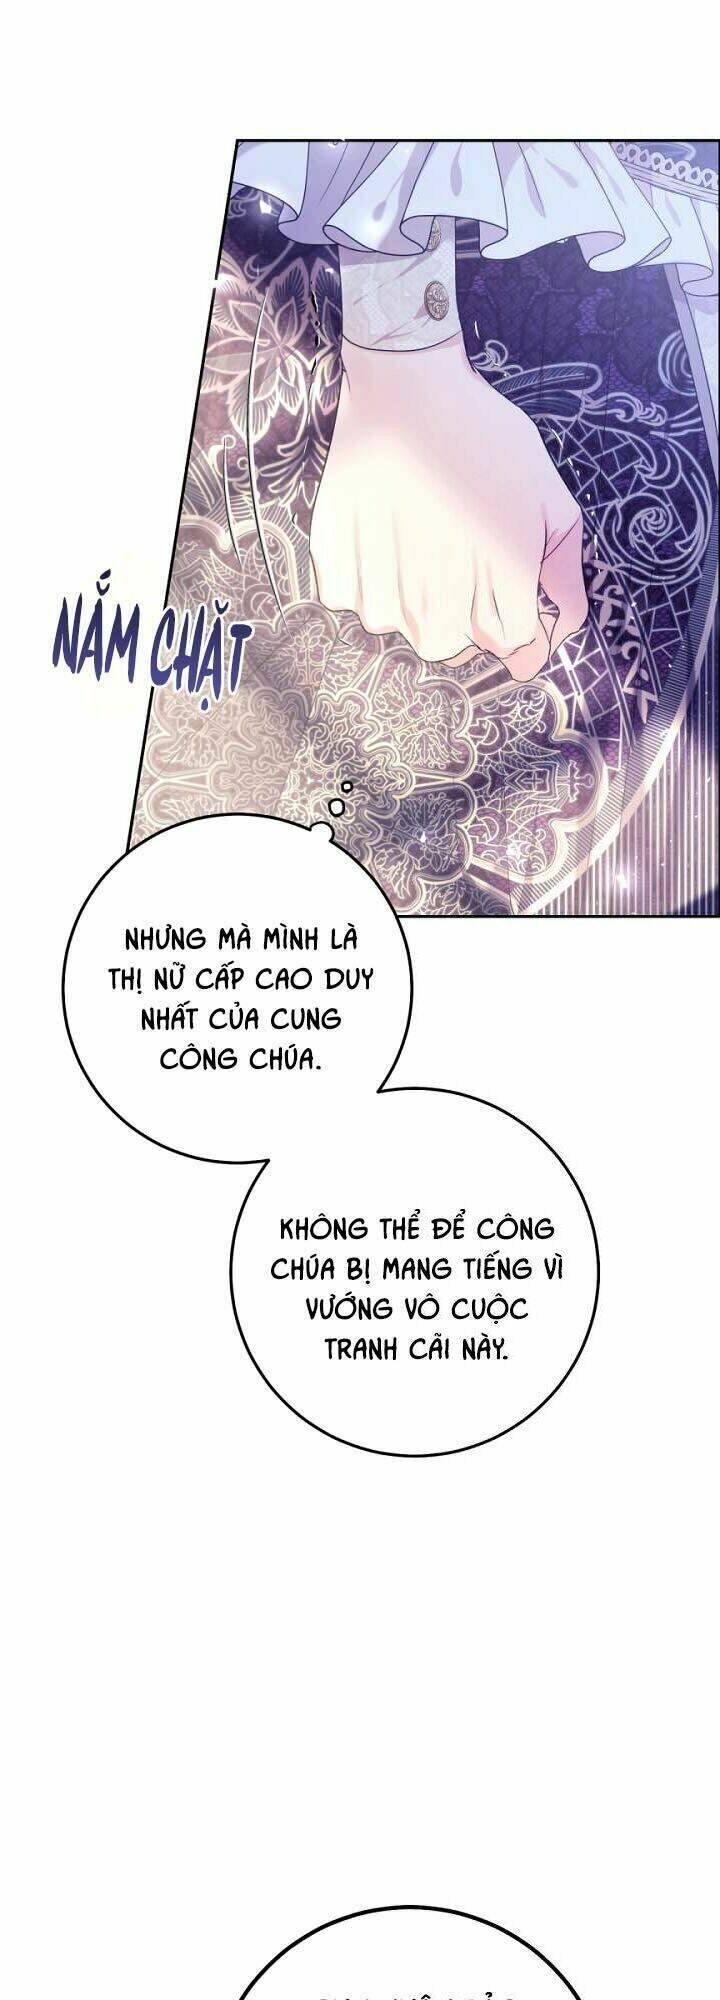 NẮM CHẶT
NHƯNG MÀ MÌNH LÀ
THỊ NỮ CẤP CAO DUY
NHẤT CỦA CUNG
CÔNG CHÚA.
KHÔNG THỂ ĐỂ CÔNG
CHÚA BỊ MANG TIẾNG VÌ
VƯỚNG VÔ CUỘC
TRANH CÃI NÀY.